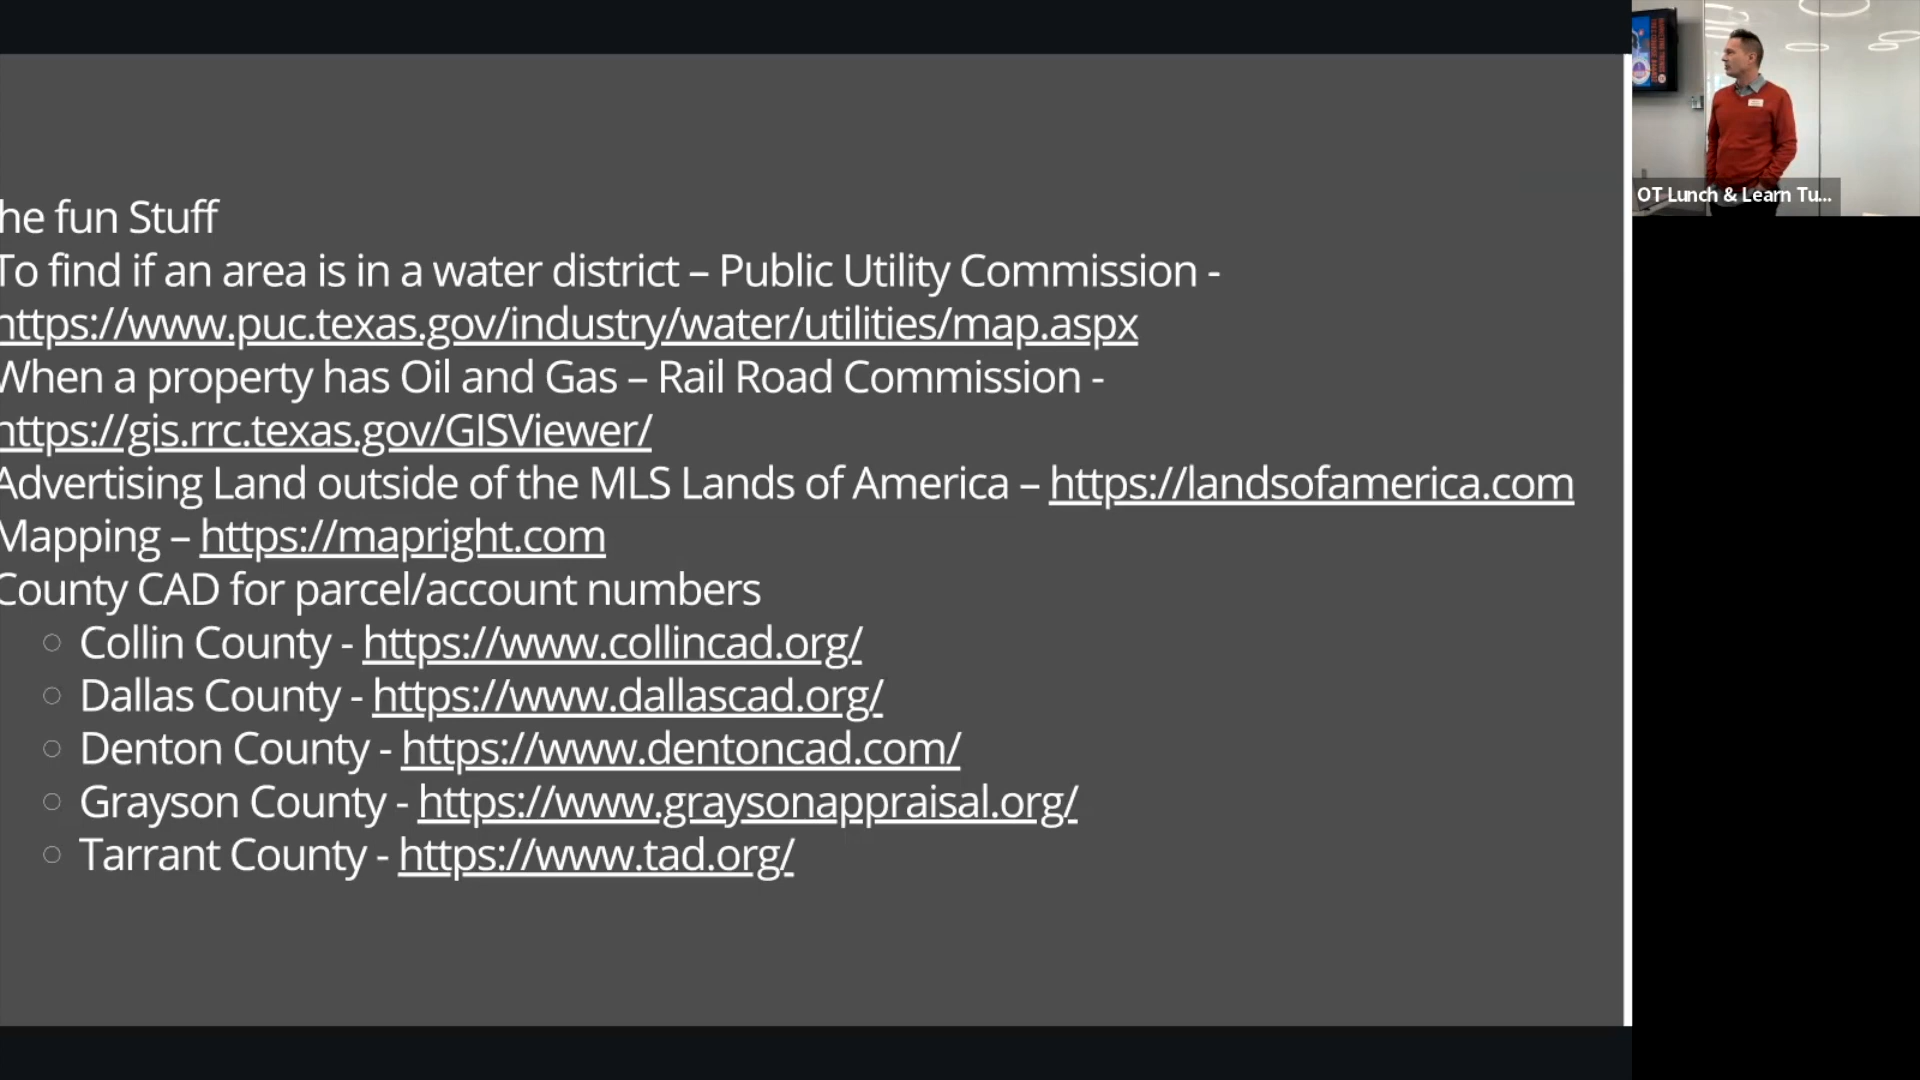 he fun Stuff
To find if an area is in a water district – Public Utility Commission -
https://www.puc.texas.gov/industry/water/utilities/map.aspx
When a property has Oil and Gas – Rail Road Commission -
https://gis.rrc.texas.gov/GISViewer/
Advertising Land outside of the MLS Lands of America – https://landsofamerica.com
Mapping – https://mapright.com
County CAD for parcel/account numbers
Collin County - https://www.collincad.org/
Dallas County - https://www.dallascad.org/
Denton County - https://www.dentoncad.com/
Grayson County - https://www.graysonappraisal.org/
Tarrant County - https://www.tad.org/
OT Lunch & Learn Tu...